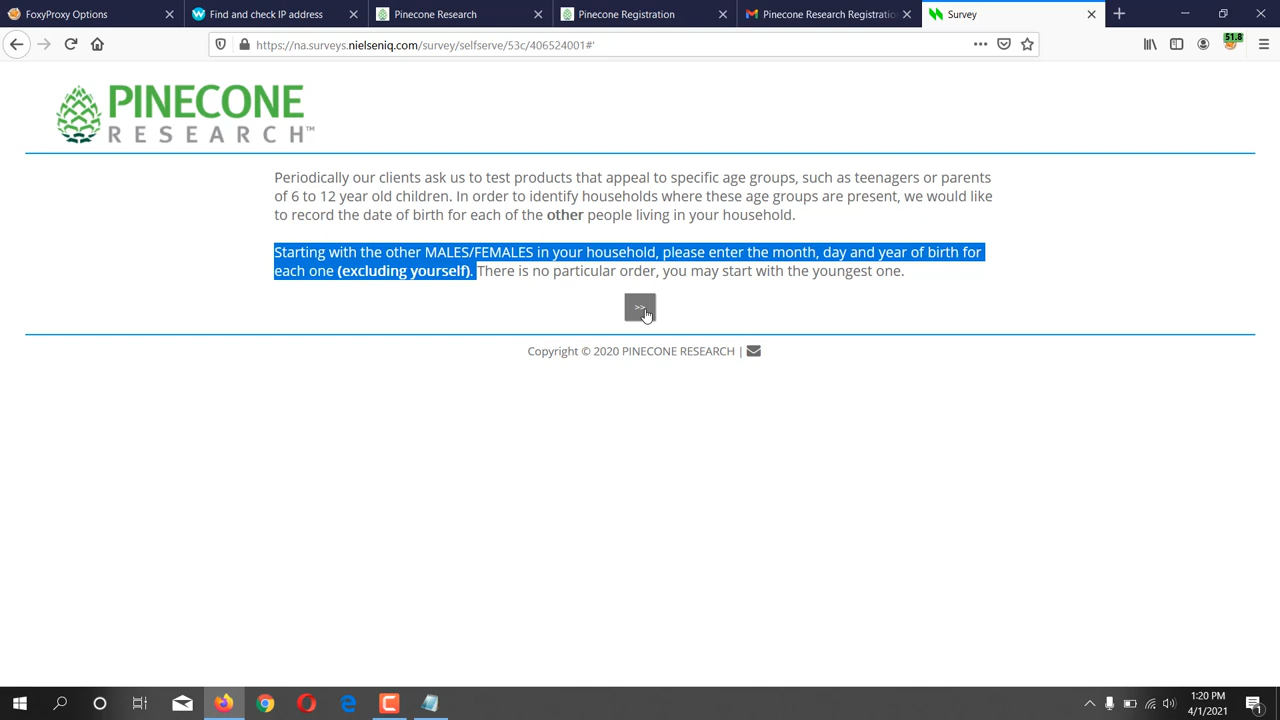 FoxyProxy Options
Find and check IP address
Pinecone Research
Pinecone Registration
Pinecone Research Registration
Survey
https://na.surveys.nielseniq.com/survey/selfserve/53c/406524001#'
51.8
PINECONE
RESEARCH™
Periodically our clients ask us to test products that appeal to specific age groups, such as teenagers or parents
of 6 to 12 year old children. In order to identify households where these age groups are present, we would like
to record the date of birth for each of the other people living in your household.
Starting with the other MALES/FEMALES in your household, please enter the month, day and year of birth for
each one (excluding yourself). There is no particular order, you may start with the youngest one.
>>
Copyright © 2020 PINECONE RESEARCH |
1:20 PM
4/1/2021
1